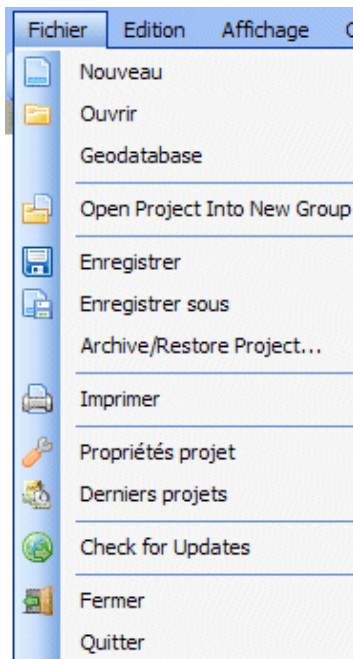 Fichier Edition Affichage
Nouveau
Ouvrir
Geodatabase
Open Project Into New Group
Enregistrer
Enregistrer sous
Archive/Restore Project...
Imprimer
Propriétés projet
Derniers projets
Check for Updates
Fermer
Quitter